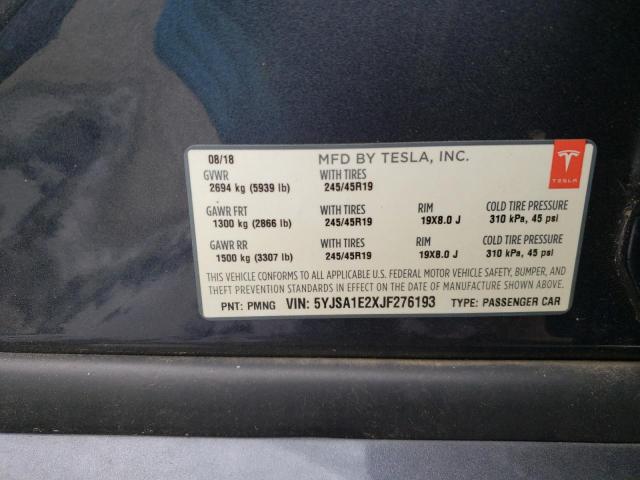 08/18 MFD BY TESLA, INC.
GVWR WITH TIRES
2694 kg (5939 lb) 245/45R19
TESLA
GAWR FRT WITH TIRES RIM COLD TIRE PRESSURE
1300 kg (2866 lb) 245/45R19 19X8.0 J 310 kPa, 45 psi
GAWR RR WITH TIRES RIM COLD TIRE PRESSURE
1500 kg (3307 lb) 245/45R19 19X8.0 J 310 kPa, 45 psi
THIS VEHICLE CONFORMS TO ALL APPLICABLE U.S. FEDERAL MOTOR VEHICLE SAFETY, BUMPER, AND
THEFT PREVENTION STANDARDS IN EFFECT ON THE DATE OF MANUFACTURE SHOWN ABOVE.
PNT: PMNG VIN: 5YJSA1E2XJF276193 TYPE: PASSENGER CAR